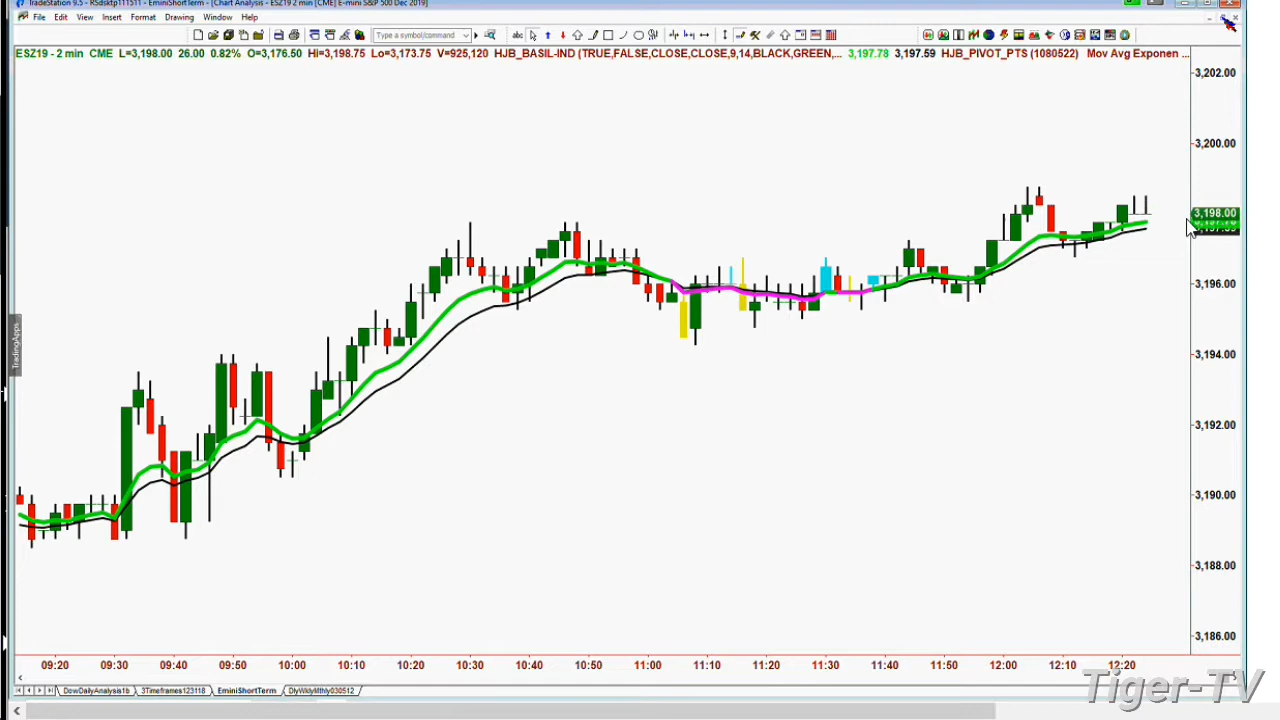 TradeStation 9.5 - RSdsktp111511 - EminiShortTerm - [Chart Analysis - ESZ19 2 min [CME] E-mini S&P 500 Dec 2019]
File Edit View Insert Format Drawing Window Help
Type a symbol/command
abc
ESZ19 - 2 min CME L=3,198.00 26.00 0.82% O=3,176.50 Hi=3,198.75 Lo=3,173.75 V=925,120 HJB_BASIL-IND (TRUE,FALSE,CLOSE,CLOSE,9,14,BLACK,GREEN,... 3,197.78 3,197.59 HJB_PIVOT_PTS (1080522) Mov Avg Exponen ...
3,202.00
3,200.00
3,198.00
3,196.00
3,194.00
3,192.00
3,190.00
3,188.00
3,186.00
TradingApps
09:20 09:30 09:40 09:50 10:00 10:10 10:20 10:30 10:40 10:50 11:00 11:10 11:20 11:30 11:40 11:50 12:00 12:10 12:20
DowDailyAnalysis1b 3Timeframes123118 EminiShortTerm DlyWklyMthly030512
Tiger-TV